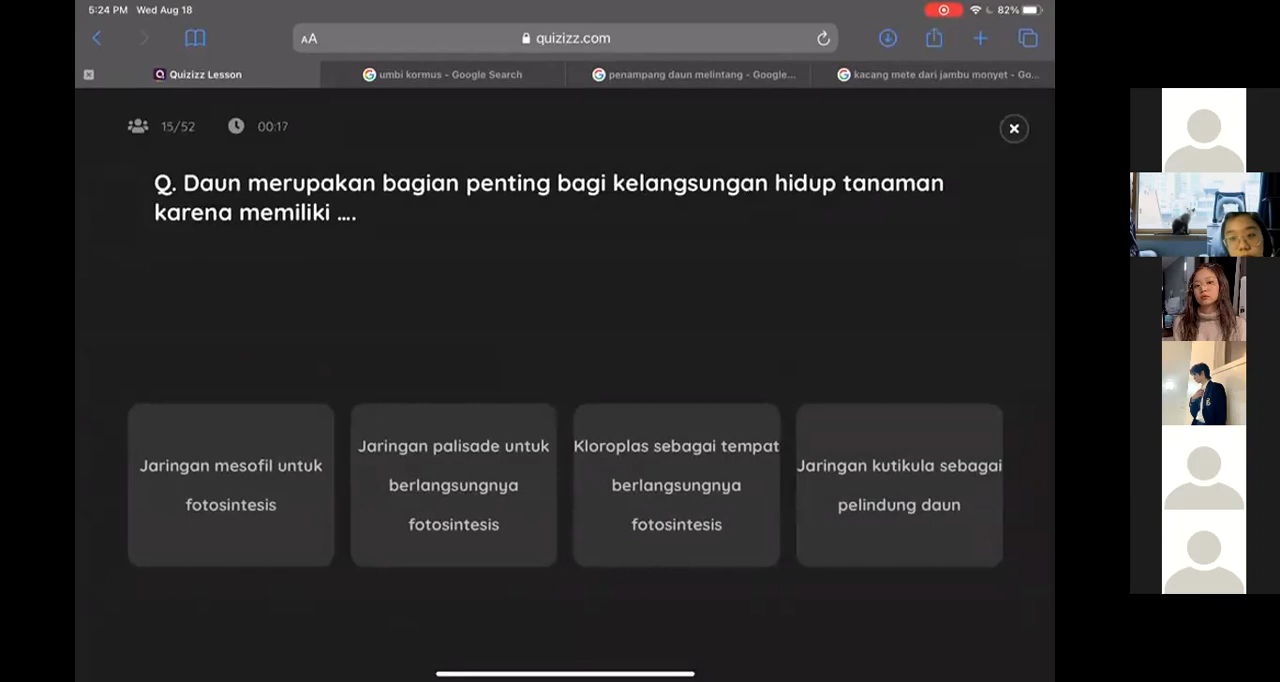 5:24 PM Wed Aug 18
82%
AA
quizizz.com
Quizizz Lesson
umbi kormus - Google Search
penampang daun melintang - Google...
kacang mete dari jambu monyet - Go...
15/52
00:17
Q. Daun merupakan bagian penting bagi kelangsungan hidup tanaman
karena memiliki ....
Jaringan mesofil untuk
fotosintesis
Jaringan palisade untuk
berlangsungnya
fotosintesis
Kloroplas sebagai tempat
berlangsungnya
fotosintesis
Jaringan kutikula sebagai
pelindung daun